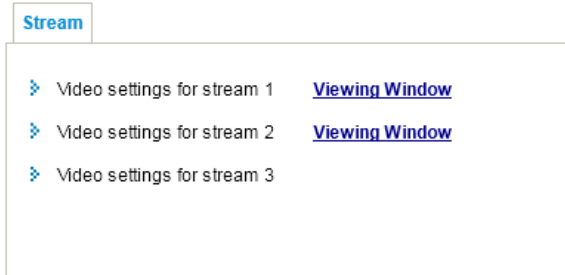 Stream
Video settings for stream 1 Viewing Window
Video settings for stream 2 Viewing Window
Video settings for stream 3